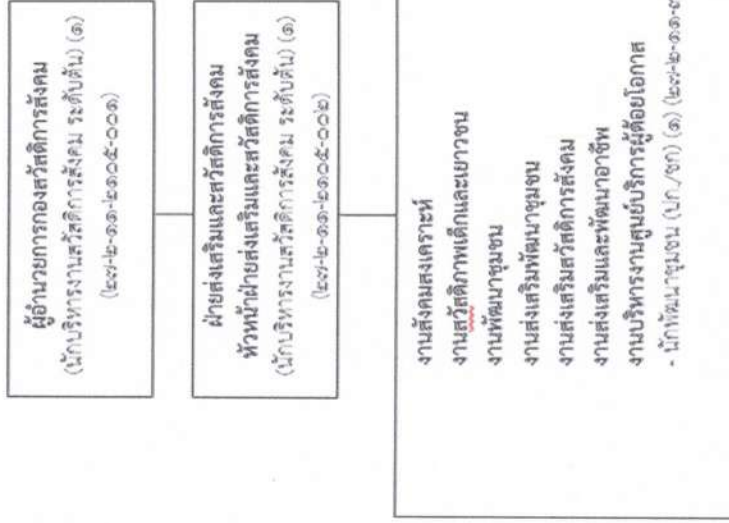 ผู้อำนวยการกองสวัสดิการสังคม
(นักบริหารงานสวัสดิการสังคม ระดับต้น) (๑)
(๒๗-๒-๑๑-๒๑๐๕-๐๐๑)
ฝ่ายส่งเสริมและสวัสดิการสังคม
หัวหน้าฝ่ายส่งเสริมและสวัสดิการสังคม
(นักบริหารงานสวัสดิการสังคม ระดับต้น) (๑)
(๒๗-๒-๑๑-๒๑๐๕-๐๐๒)
งานสังคมสงเคราะห์
งานสวัสดิภาพเด็กและเยาวชน
งานพัฒนาชุมชน
งานส่งเสริมพัฒนาชุมชน
งานส่งเสริมสวัสดิการสังคม
งานส่งเสริมและพัฒนาอาชีพ
งานบริหารงานศูนย์บริการผู้ด้อยโอกาส
- นักพัฒนาชุมชน (ปก./ชก) (๑) (๒๗-๒-๑๑-๓